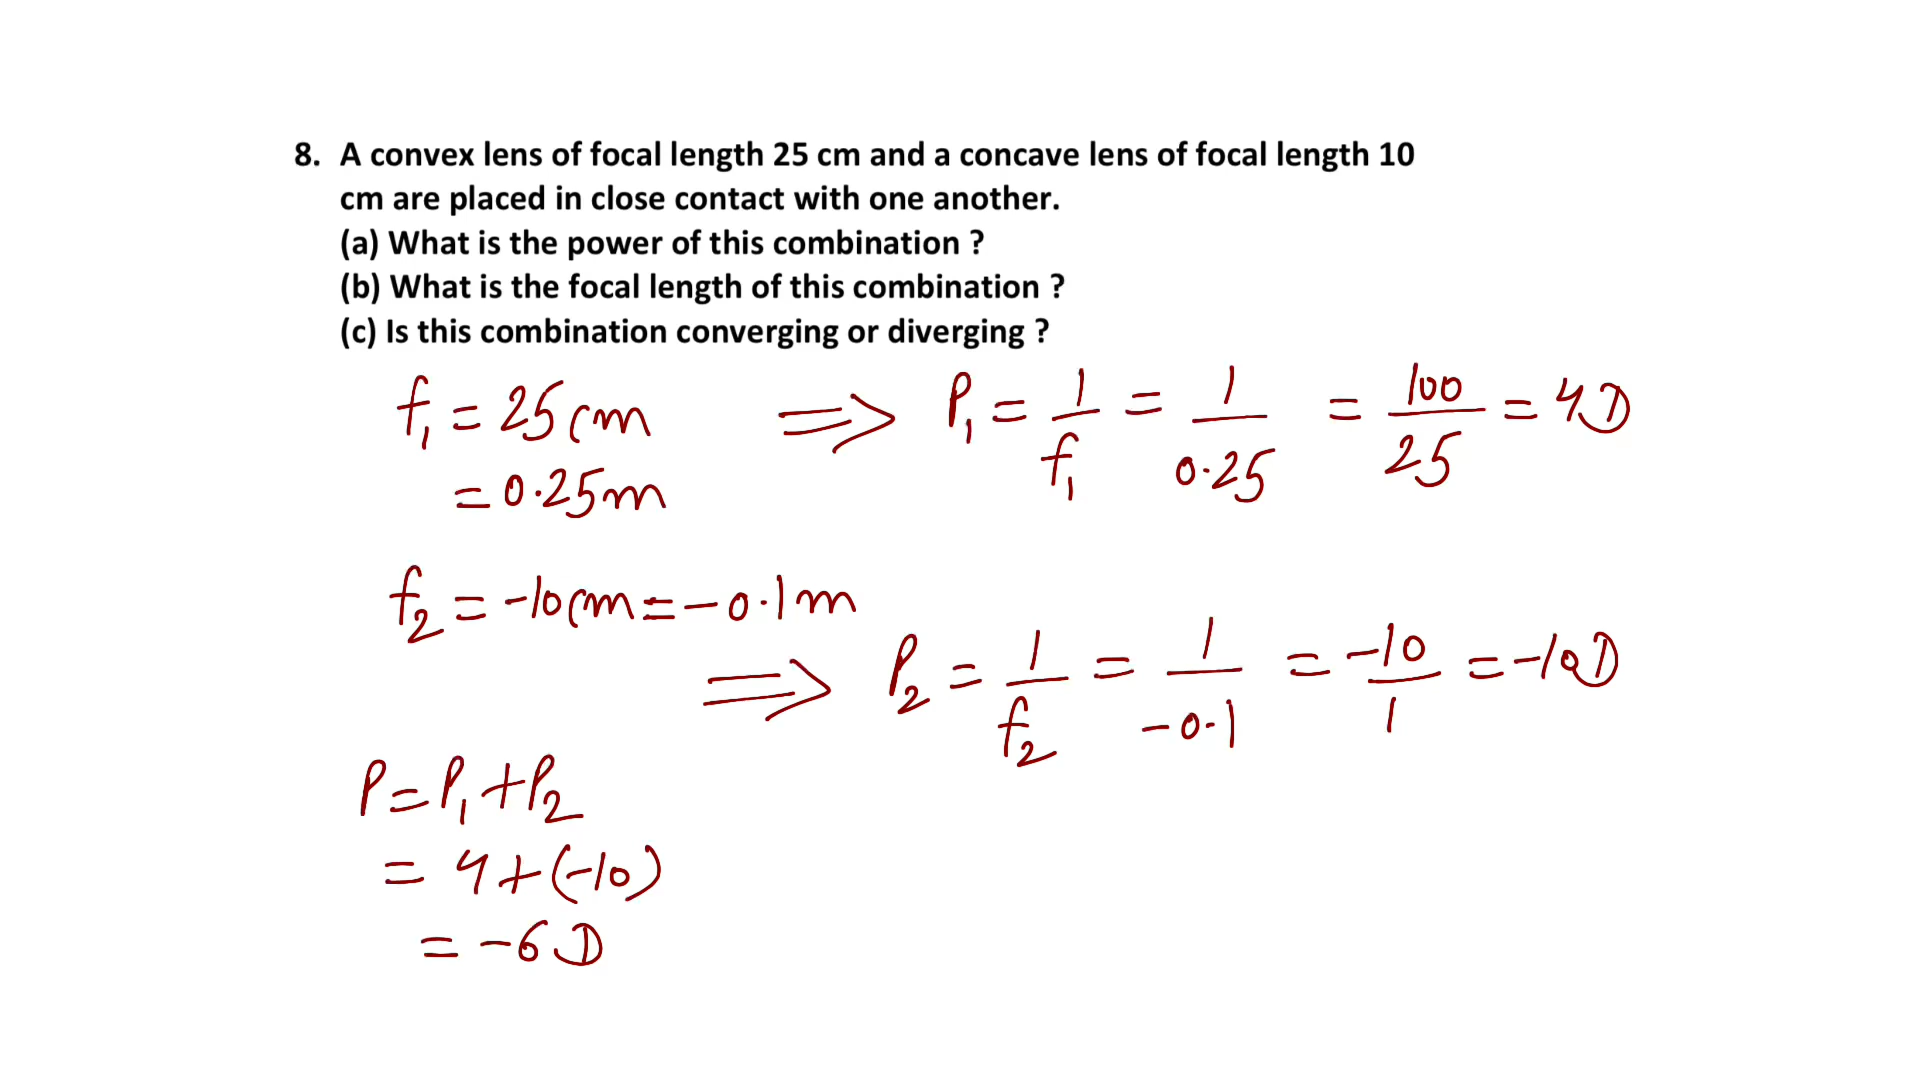 8. A convex lens of focal length 25 cm and a concave lens of focal length 10
cm are placed in close contact with one another.
(a) What is the power of this combination ?
(b) What is the focal length of this combination ?
(c) Is this combination converging or diverging ?
f₁ = 25 cm ⇒ P₁ = 1/f₁ = 1/0.25 = 100/25 = 4D
= 0.25m
f₂ = -10cm = -0.1m
⇒ P₂ = 1/f₂ = 1/-0.1 = -10/1 = -10D
P = P₁ + P₂
= 4 + (-10)
= -6 D